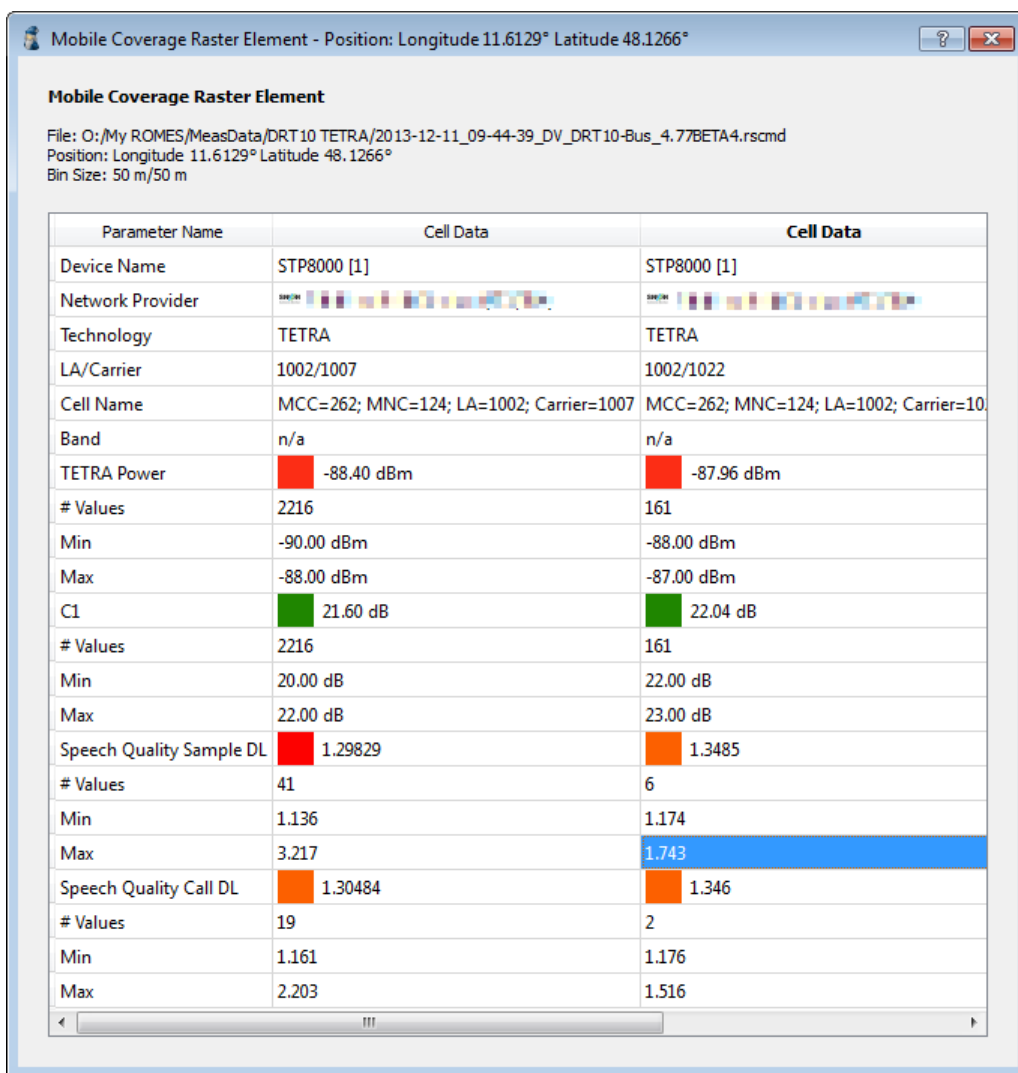 Mobile Coverage Raster Element - Position: Longitude 11.6129° Latitude 48.1266°
Mobile Coverage Raster Element
File: O:/My ROMES/MeasData/DRT10 TETRA/2013-12-11_09-44-39_DV_DRT10-Bus_4.77BETA4.rscmd
Position: Longitude 11.6129° Latitude 48.1266°
Bin Size: 50 m/50 m
Parameter Name Cell Data Cell Data
Device Name STP8000 [1] STP8000 [1]
Network Provider
Technology TETRA TETRA
LA/Carrier 1002/1007 1002/1022
Cell Name MCC=262; MNC=124; LA=1002; Carrier=1007 MCC=262; MNC=124; LA=1002; Carrier=10.
Band n/a n/a
TETRA Power -88.40 dBm -87.96 dBm
# Values 2216 161
Min -90.00 dBm -88.00 dBm
Max -88.00 dBm -87.00 dBm
C1 21.60 dB 22.04 dB
# Values 2216 161
Min 20.00 dB 22.00 dB
Max 22.00 dB 23.00 dB
Speech Quality Sample DL 1.29829 1.3485
# Values 41 6
Min 1.136 1.174
Max 3.217 1.743
Speech Quality Call DL 1.30484 1.346
# Values 19 2
Min 1.161 1.176
Max 2.203 1.516